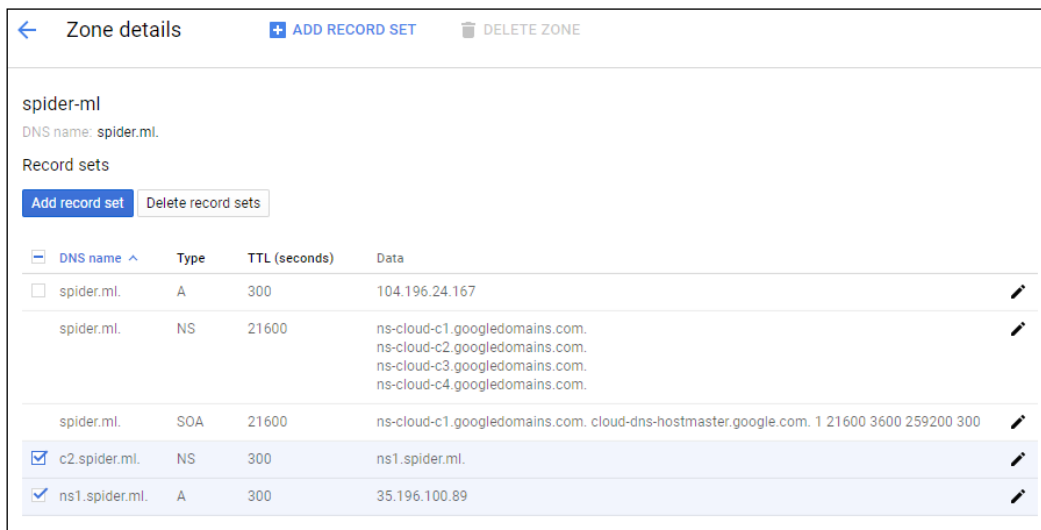 Zone details ADD RECORD SET DELETE ZONE
spider-ml
DNS name: spider.ml.
Record sets
Add record set Delete record sets
DNS name Type TTL (seconds) Data
spider.ml. A 300 104.196.24.167
spider.ml. NS 21600 ns-cloud-c1.googledomains.com.
ns-cloud-c2.googledomains.com.
ns-cloud-c3.googledomains.com.
ns-cloud-c4.googledomains.com.
spider.ml. SOA 21600 ns-cloud-c1.googledomains.com. cloud-dns-hostmaster.google.com. 1 21600 3600 259200 300
c2.spider.ml. NS 300 ns1.spider.ml.
ns1.spider.ml. A 300 35.196.100.89